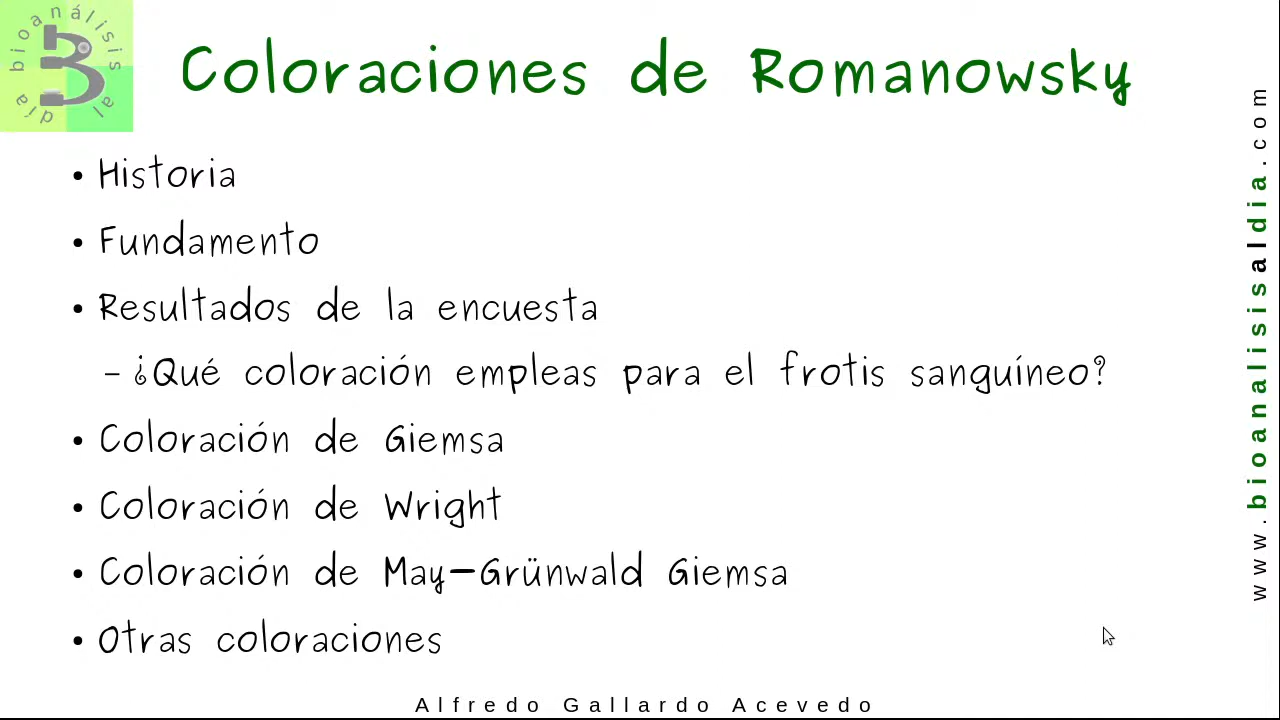 bioanálisis al día
Coloraciones de Romanowsky
• Historia
• Fundamento
• Resultados de la encuesta
– ¿Qué coloración empleas para el frotis sanguíneo?
• Coloración de Giemsa
• Coloración de Wright
• Coloración de May-Grünwald Giemsa
• Otras coloraciones
www.bioanalisisaldia.com
Alfredo Gallardo Acevedo